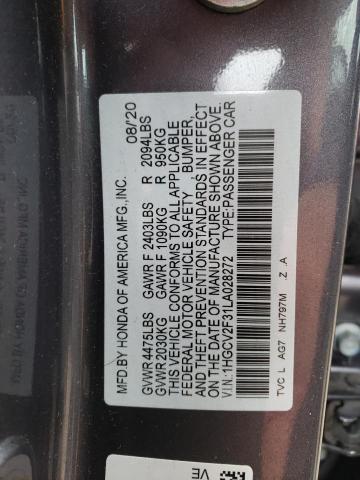 MFD BY HONDA OF AMERICA MFG.,INC. 08/'20
GVWR 4475LBS GAWR F 2403LBS R 2094LBS
GVWR 2030KG GAWR F 1090KG R 950KG
THIS VEHICLE CONFORMS TO ALL APPLICABLE
FEDERAL MOTOR VEHICLE SAFETY , BUMPER,
AND THEFT PREVENTION STANDARDS IN EFFECT
ON THE DATE OF MANUFACTURE SHOWN ABOVE.
V.I.N:1HGCV2F31LA028272 TYPE:PASSENGER CAR
TVC L AG7 NH797M .Z .A
VE